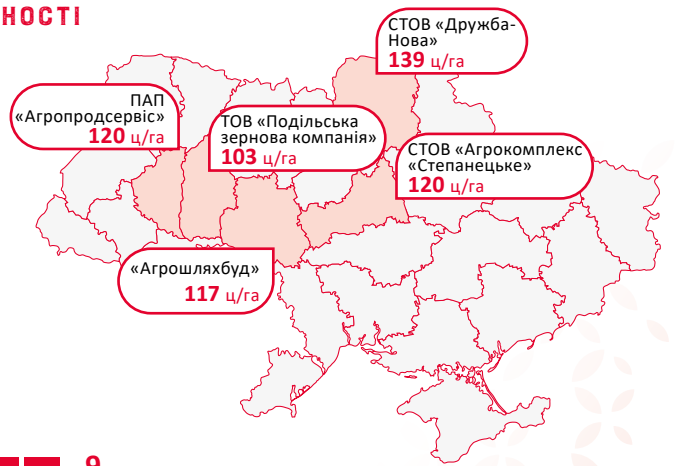 НОСТІ
СТОВ «Дружба-
Нова»
139 ц/га
ПАП
«Агропродсервіс»
120 ц/га
ТОВ «Подільська
зернова компанія»
103 ц/га
СТОВ «Агрокомплекс
«Степанецьке»
120 ц/га
«Агрошляхбуд»
117 ц/га
9